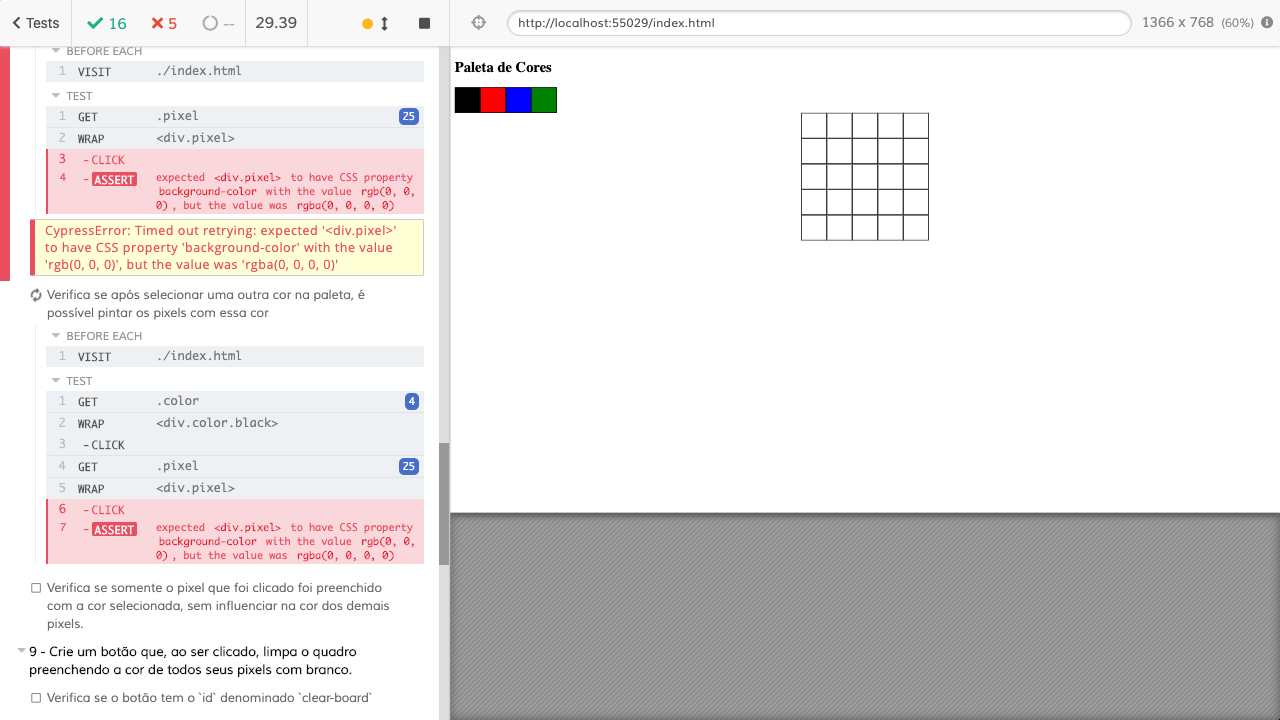 Tests 16 5 -- 29.39 http://localhost:55029/index.html 1366 x 768 (60%)
BEFORE EACH
1 VISIT ./index.html
TEST
1 GET .pixel 25
2 WRAP <div.pixel>
3 - CLICK
4 - ASSERT expected <div.pixel> to have CSS property
background-color with the value rgb(0, 0,
0) , but the value was rgba(0, 0, 0, 0)
CypressError: Timed out retrying: expected '<div.pixel>'
to have CSS property 'background-color' with the value
'rgb(0, 0, 0)', but the value was 'rgba(0, 0, 0, 0)'
Verifica se após selecionar uma outra cor na paleta, é
possível pintar os pixels com essa cor
BEFORE EACH
1 VISIT ./index.html
TEST
1 GET .color 4
2 WRAP <div.color.black>
3 - CLICK
4 GET .pixel 25
5 WRAP <div.pixel>
6 - CLICK
7 - ASSERT expected <div.pixel> to have CSS property
background-color with the value rgb(0, 0,
0) , but the value was rgba(0, 0, 0, 0)
Verifica se somente o pixel que foi clicado foi preenchido
com a cor selecionada, sem influenciar na cor dos demais
pixels.
9 - Crie um botão que, ao ser clicado, limpa o quadro
preenchendo a cor de todos seus pixels com branco.
Verifica se o botão tem o `id` denominado `clear-board`
Paleta de Cores